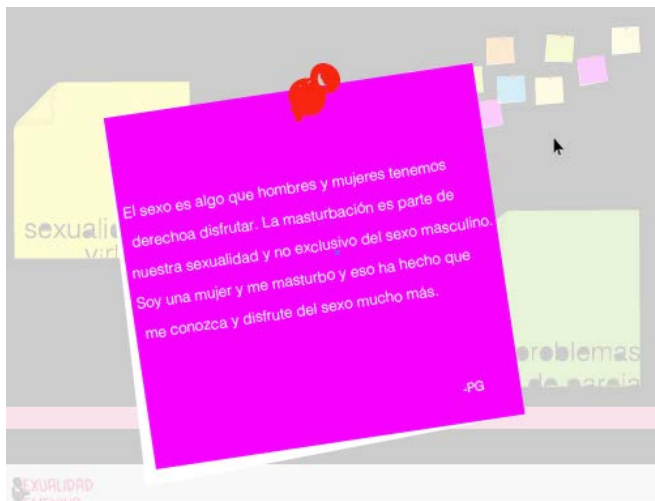 El sexo es algo que hombres y mujeres tenemos
derechoa disfrutar. La masturbación es parte de
nuestra sexualidad y no exclusivo del sexo masculino.
Soy una mujer y me masturbo y eso ha hecho que
me conozca y disfrute del sexo mucho más.
-PG
problemas
de pareja